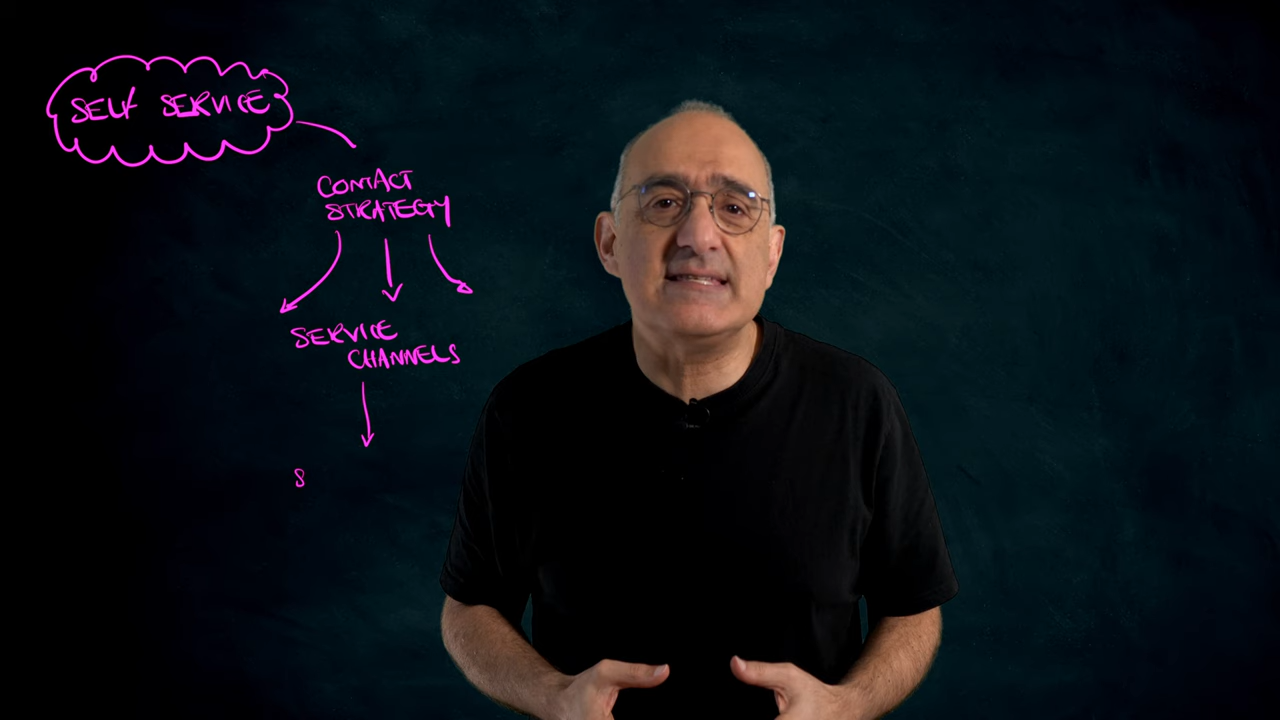 SELF SERVICE
CONTACT
STRATEGY
SERVICE
CHANNELS
S